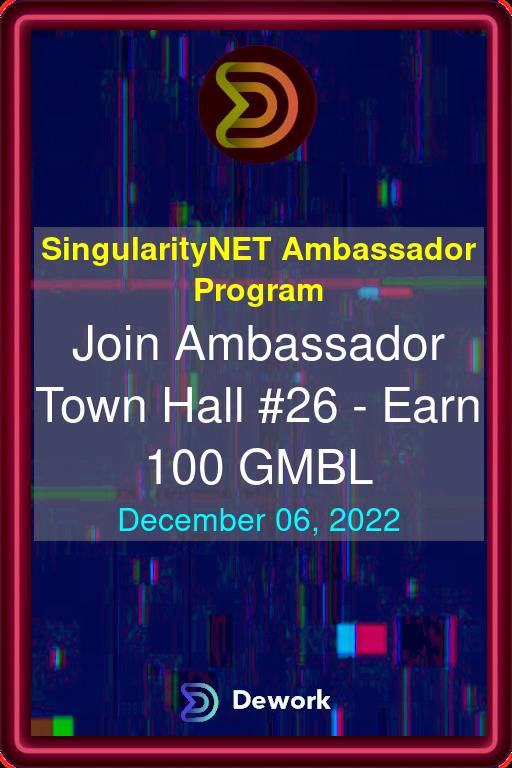 SingularityNET Ambassador
Program
Join Ambassador
Town Hall #26 - Earn
100 GMBL
December 06, 2022
Dework